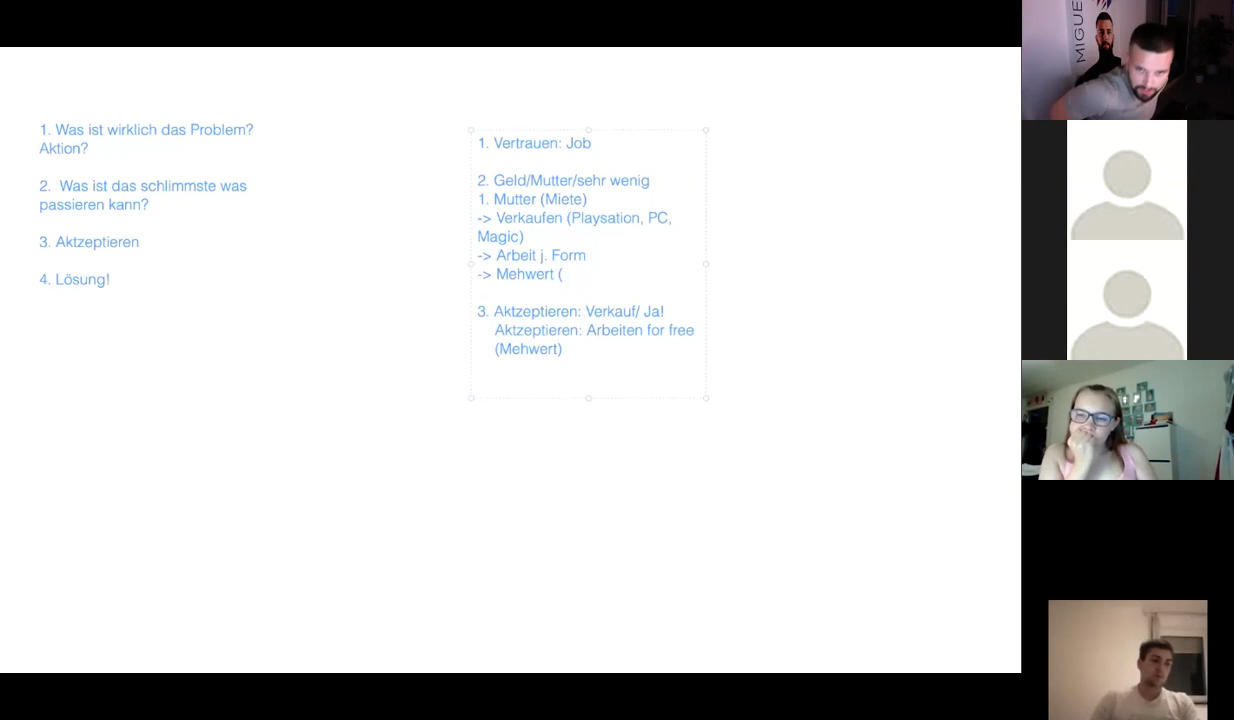 1. Was ist wirklich das Problem?
Aktion?
2. Was ist das schlimmste was
passieren kann?
3. Aktzeptieren
4. Lösung!
1. Vertrauen: Job
2. Geld/Mutter/sehr wenig
1. Mutter (Miete)
-> Verkaufen (Playsation, PC,
Magic)
-> Arbeit j. Form
-> Mehwert (
3. Aktzeptieren: Verkauf/ Ja!
Aktzeptieren: Arbeiten for free
(Mehwert)
MIGUE